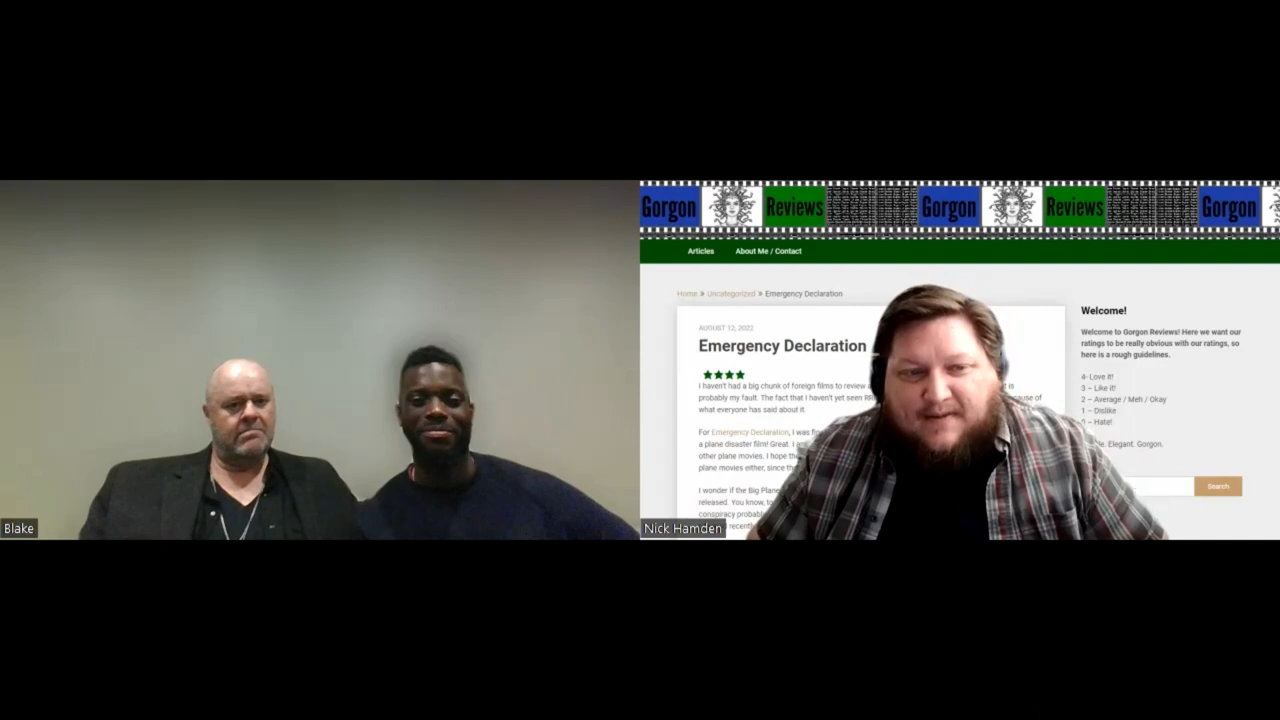 Gorgon Reviews Gorgon Reviews Gorgon
Articles About Me / Contact
Home » Uncategorized » Emergency Declaration
AUGUST 12, 2022
Emergency Declaration
I haven't had a big chunk of foreign films to review
is
probably my fault. The fact that I haven't yet seen
of
what everyone has said about it.
For Emergency Declaration, I was
a plane disaster film! Great. I
other plane movies. I hope
plane movies either, since
I wonder if the Big Plane
released. You know,
conspiracy
recently
Welcome!
Welcome to Gorgon Reviews! Here we want our
ratings to be really obvious with our ratings, so
here is a rough guidelines.
4- Love it!
3 – Like it!
2 – Average / Meh / Okay
1 – Dislike
– Hate!
Elegant. Gorgon.
Search
Blake
Nick Hamden